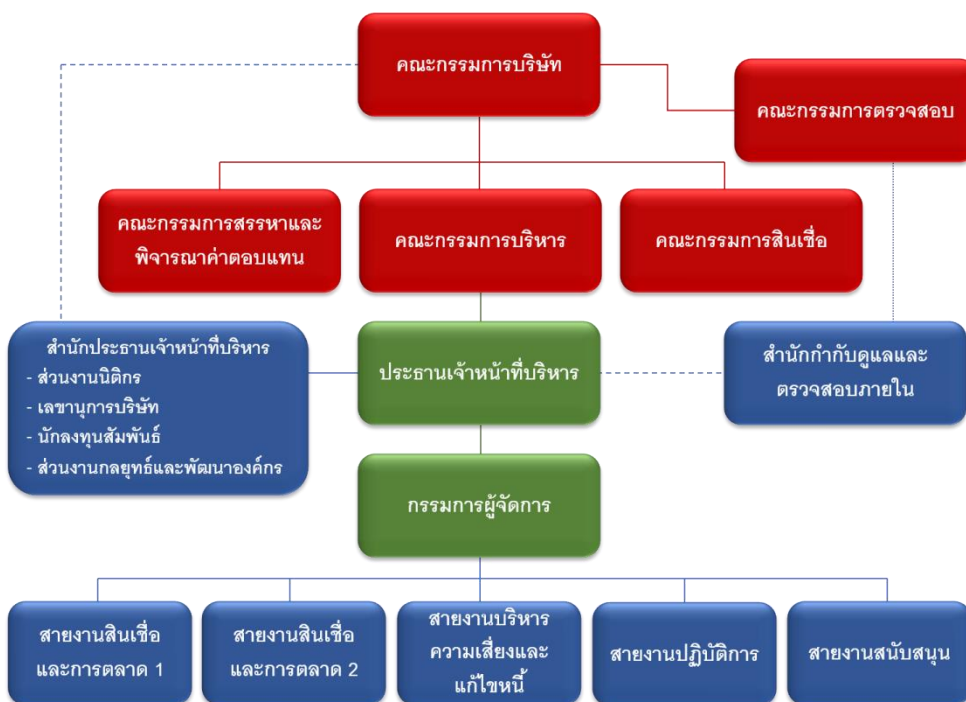 คณะกรรมการบริษัท
คณะกรรมการตรวจสอบ
คณะกรรมการสรรหาและ
พิจารณาค่าตอบแทน
คณะกรรมการบริหาร
คณะกรรมการสินเชื่อ
สำนักประธานเจ้าหน้าที่บริหาร
- ส่วนงานนิติกร
- เลขานุการบริษัท
- นักลงทุนสัมพันธ์
- ส่วนงานกลยุทธ์และพัฒนาองค์กร
ประธานเจ้าหน้าที่บริหาร
สำนักกำกับดูแลและ
ตรวจสอบภายใน
กรรมการผู้จัดการ
สายงานสินเชื่อ
และการตลาด 1
สายงานสินเชื่อ
และการตลาด 2
สายงานบริหาร
ความเสี่ยงและ
แก้ไขหนี้
สายงานปฏิบัติการ
สายงานสนับสนุน